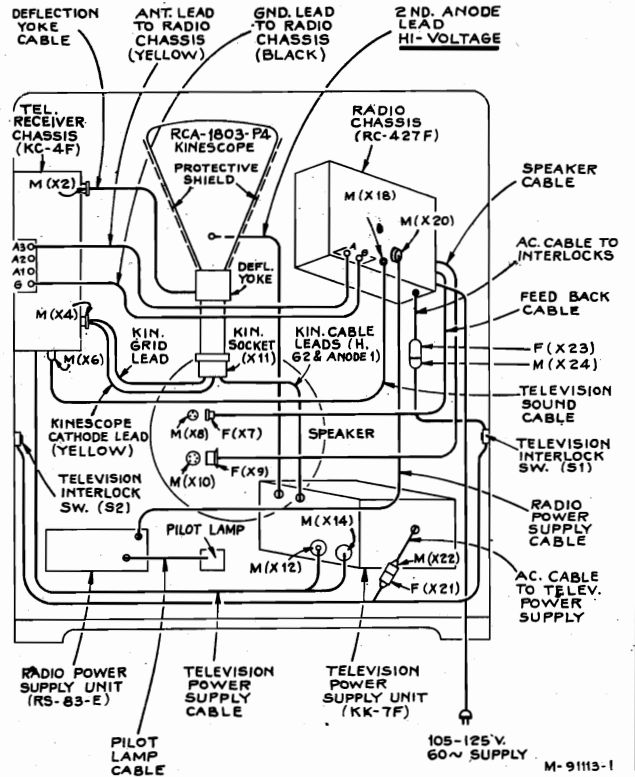 DEFLECTION
YOKE
CABLE
ANT. LEAD
TO RADIO
CHASSIS
(YELLOW)
GND. LEAD
TO RADIO
CHASSIS
(BLACK)
2 ND. ANODE
LEAD
HI-VOLTAGE
TEL.
RECEIVER
CHASSIS
(KC-4F)
RCA-1803-P4
KINESCOPE
PROTECTIVE
SHIELD
RADIO
CHASSIS
(RC-427F)
SPEAKER
CABLE
M (X2)
M(X18)
M(X20)
A3
A2
A1
G
A
G
DEFL.
YOKE
AC. CABLE TO
INTERLOCKS
FEED BACK
CABLE
M(X4)
M(X6)
KIN.
GRID
LEAD
KIN.
SOCKET
(X11)
KIN. CABLE
LEADS (H,
G2 & ANODE 1)
F(X23)
M(X24)
TELEVISION
SOUND
CABLE
KINESCOPE
CATHODE LEAD
(YELLOW)
M(X8)
F(X7)
SPEAKER
M(X10)
F(X9)
TELEVISION
INTERLOCK
SW. (S2)
TELEVISION
INTERLOCK
SW. (S1)
PILOT LAMP
M(X14)
M(X12)
RADIO
POWER
SUPPLY
CABLE
M(X22)
F(X21)
AC. CABLE
TO TELEV.
POWER
SUPPLY
RADIO POWER
SUPPLY UNIT
(RS-83-E)
TELEVISION
POWER
SUPPLY
CABLE
TELEVISION
POWER
SUPPLY UNIT
(KK-7F)
PILOT
LAMP
CABLE
105-125 V.
60~ SUPPLY
M-91113-1